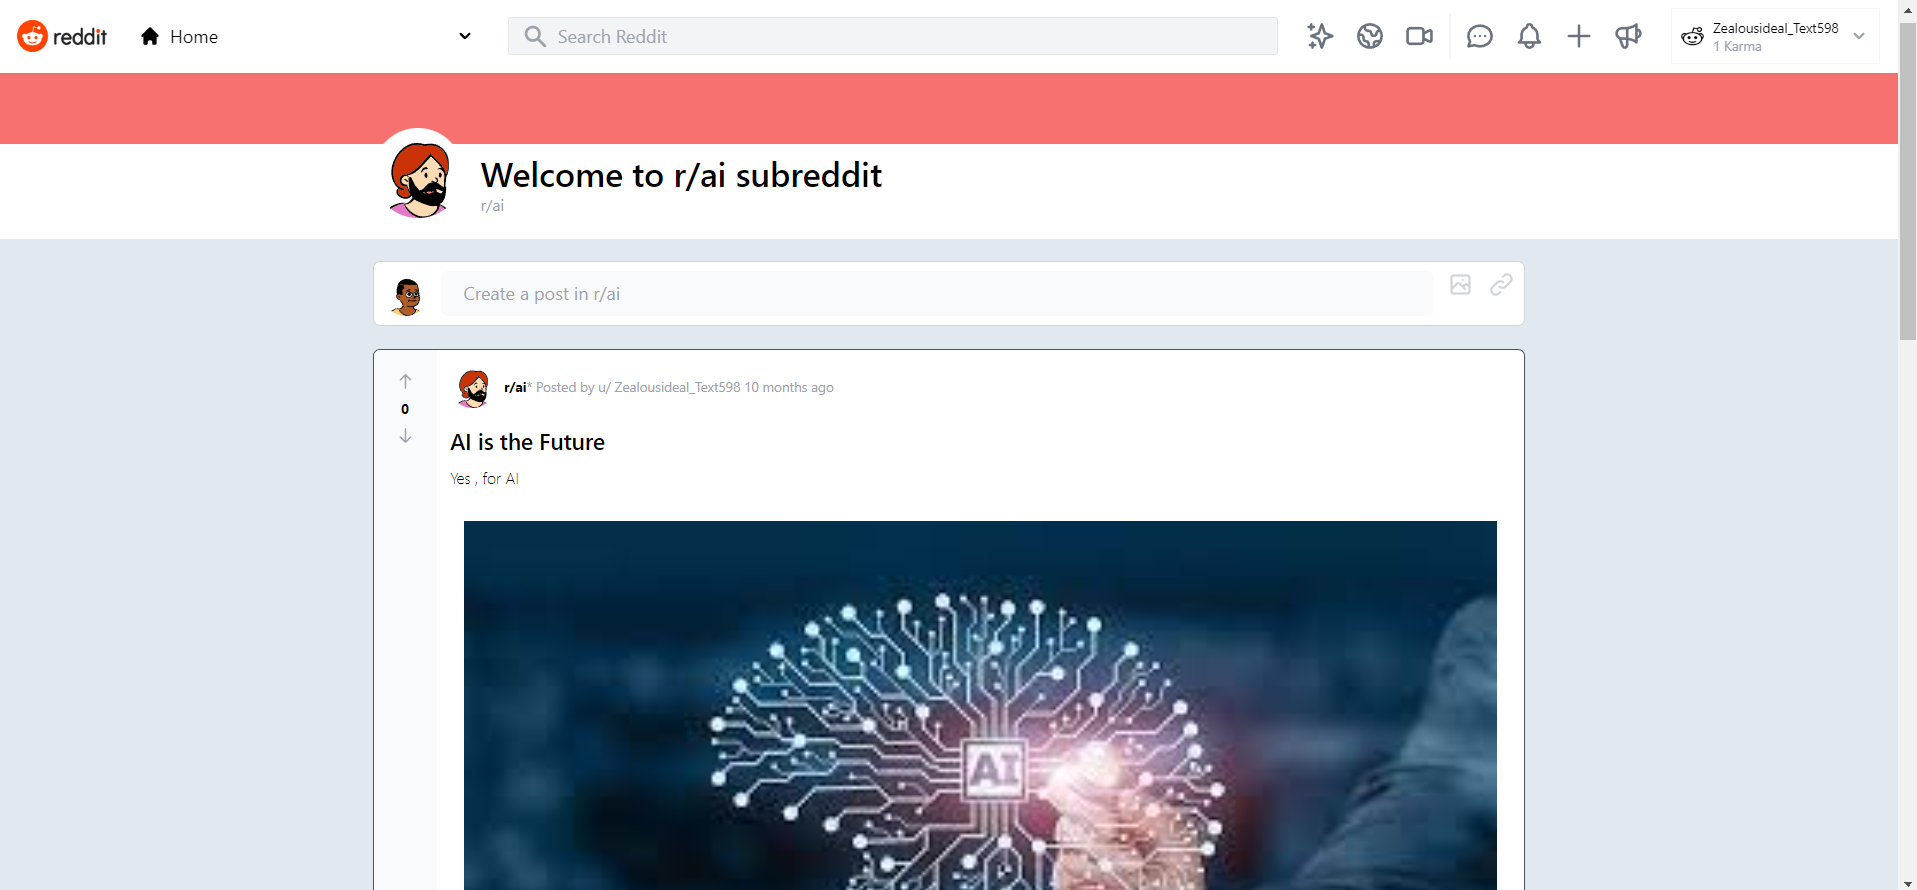 reddit
Home
Search Reddit
Zealousideal_Text598
1 Karma
Welcome to r/ai subreddit
r/ai
Create a post in r/ai
0
r/ai* Posted by u/ Zealousideal_Text598 10 months ago
AI is the Future
Yes , for AI
AI